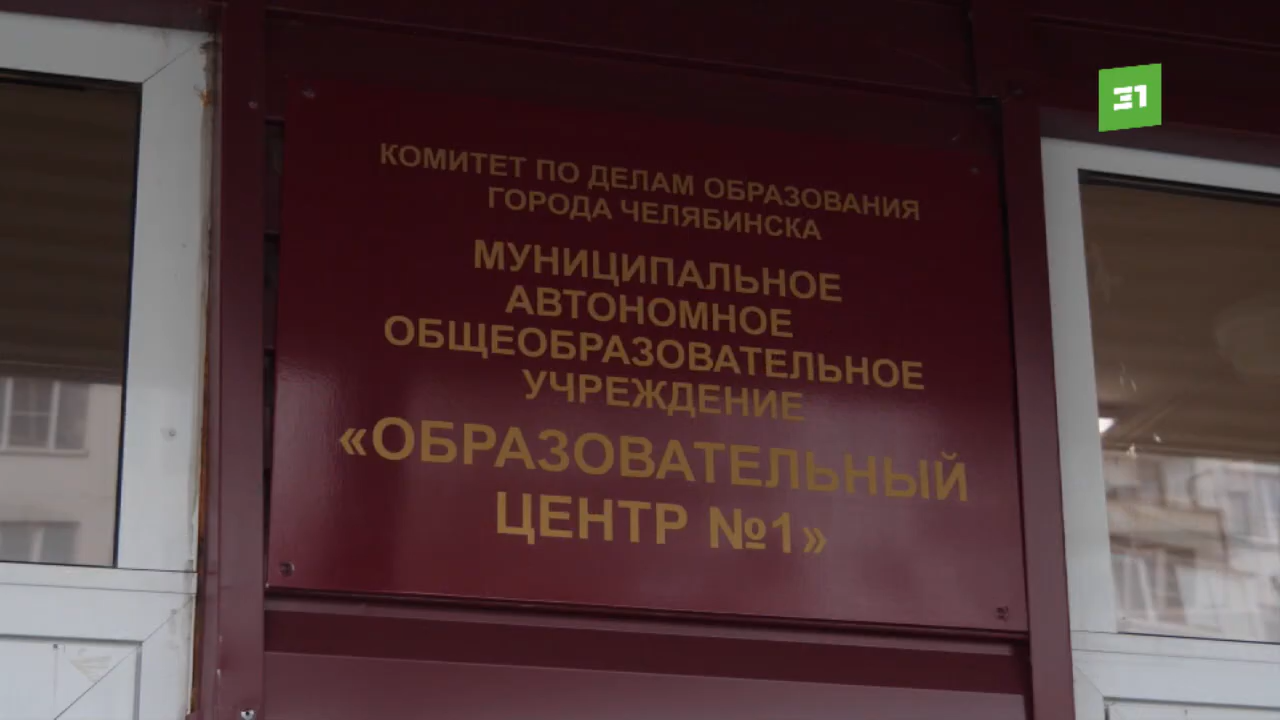 31
КОМИТЕТ ПО ДЕЛАМ ОБРАЗОВАНИЯ
ГОРОДА ЧЕЛЯБИНСКА
МУНИЦИПАЛЬНОЕ
АВТОНОМНОЕ
ОБЩЕОБРАЗОВАТЕЛЬНОЕ
УЧРЕЖДЕНИЕ
«ОБРАЗОВАТЕЛЬНЫЙ
ЦЕНТР №1»